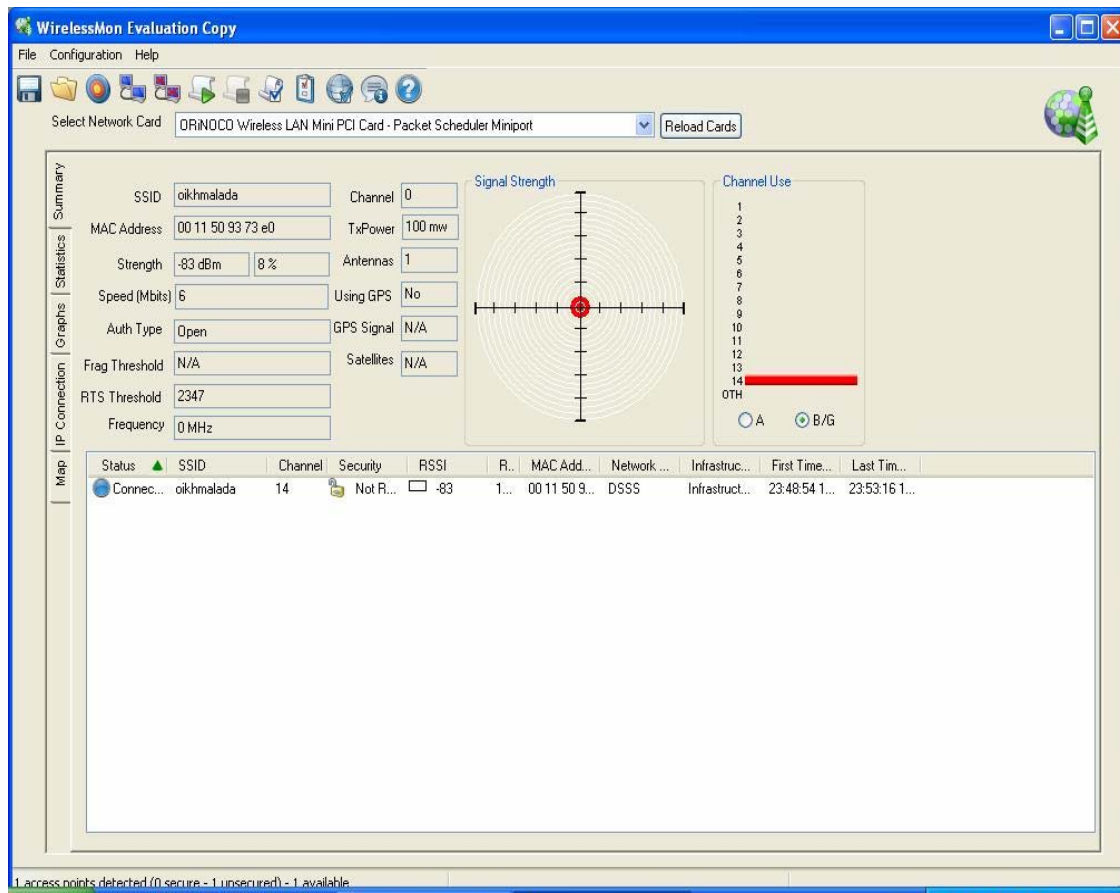 WirelessMon Evaluation Copy
File Configuration Help
Select Network Card ORiNOCO Wireless LAN Mini PCI Card - Packet Scheduler Miniport Reload Cards
Summary
Statistics
Graphs
IP Connection
Map
SSID oikhmalada Channel 0
MAC Address 00 11 50 93 73 e0 TxPower 100 mw
Strength -83 dBm 8 % Antennas 1
Speed (Mbits) 6 Using GPS No
Auth Type Open GPS Signal N/A
Frag Threshold N/A Satellites N/A
RTS Threshold 2347
Frequency 0 MHz
Signal Strength
Channel Use
1
2
3
4
5
6
7
8
9
10
11
12
13
14
OTH
A B/G
Status SSID Channel Security RSSI R.. MAC Add... Network ... Infrastruc... First Time... Last Tim...
Connec... oikhmalada 14 Not R... -83 1... 00 11 50 9... DSSS Infrastruct... 23:48:54 1... 23:53:16 1...
1 access points detected (0 secure - 1 unsecured) - 1 available